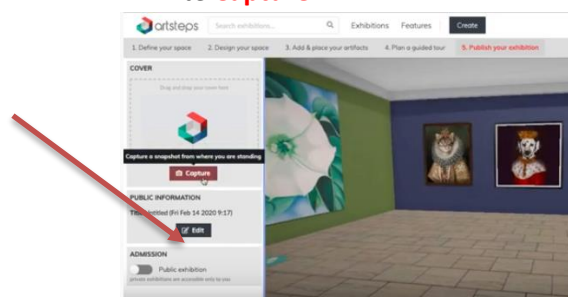 to Capture
artsteps Search exhibitions... Exhibitions Features Create
1. Define your space 2. Design your space 3. Add & place your artifacts 4. Plan a guided tour 5. Publish your exhibition
COVER
Drag and drop your cover here
Capture a snapshot from where you are standing
Capture
PUBLIC INFORMATION
Title: Untitled (Fri Feb 14 2020 9:17)
Edit
ADMISSION
Public exhibition
private exhibitions are accessible only to you